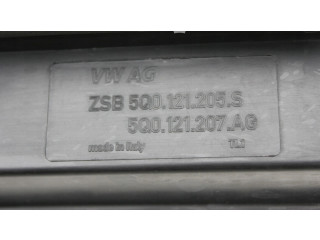 VW AG
ZSB 5Q0.121.205.S
5Q0.121.207.AG
made in Italy